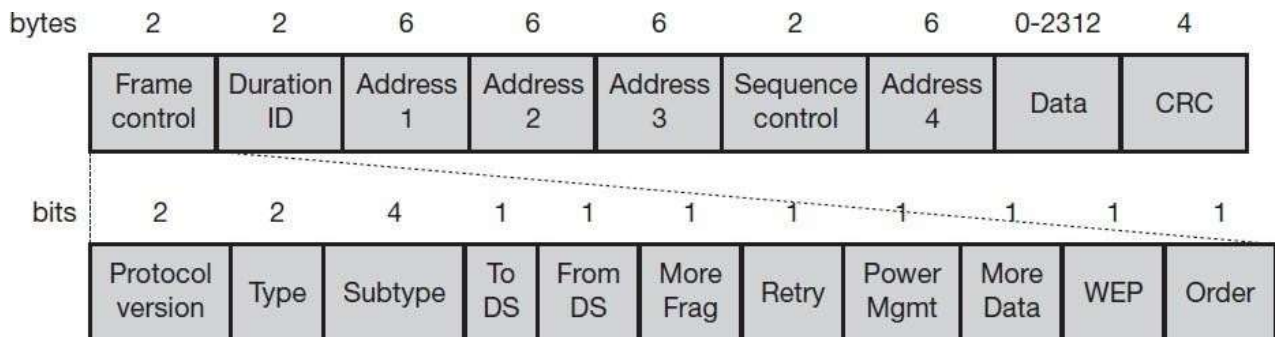 bytes 2 2 6 6 6 2 6 0-2312 4
Frame control Duration ID Address 1 Address 2 Address 3 Sequence control Address 4 Data CRC
bits 2 2 4 1 1 1 1 1 1 1 1
Protocol version Type Subtype To DS From DS More Frag Retry Power Mgmt More Data WEP Order